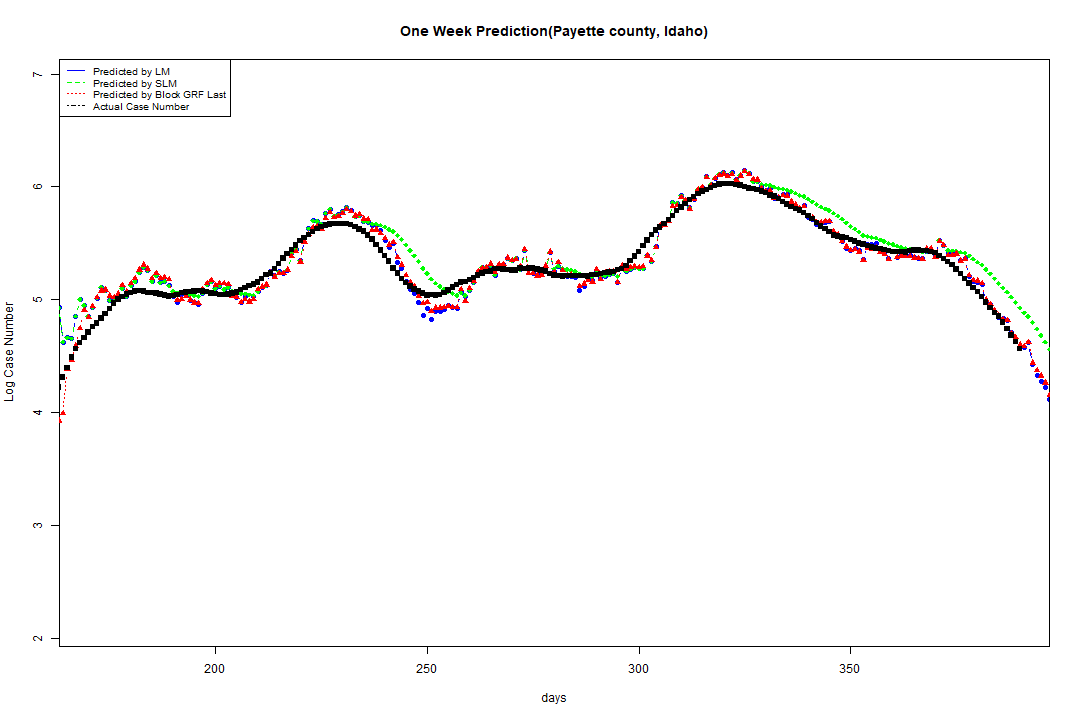 One Week Prediction(Payette county, Idaho)
Predicted by LM
Predicted by SLM
Predicted by Block GRF Last
Actual Case Number
7
6
5
4
3
2
Log Case Number
200
250
300
350
days